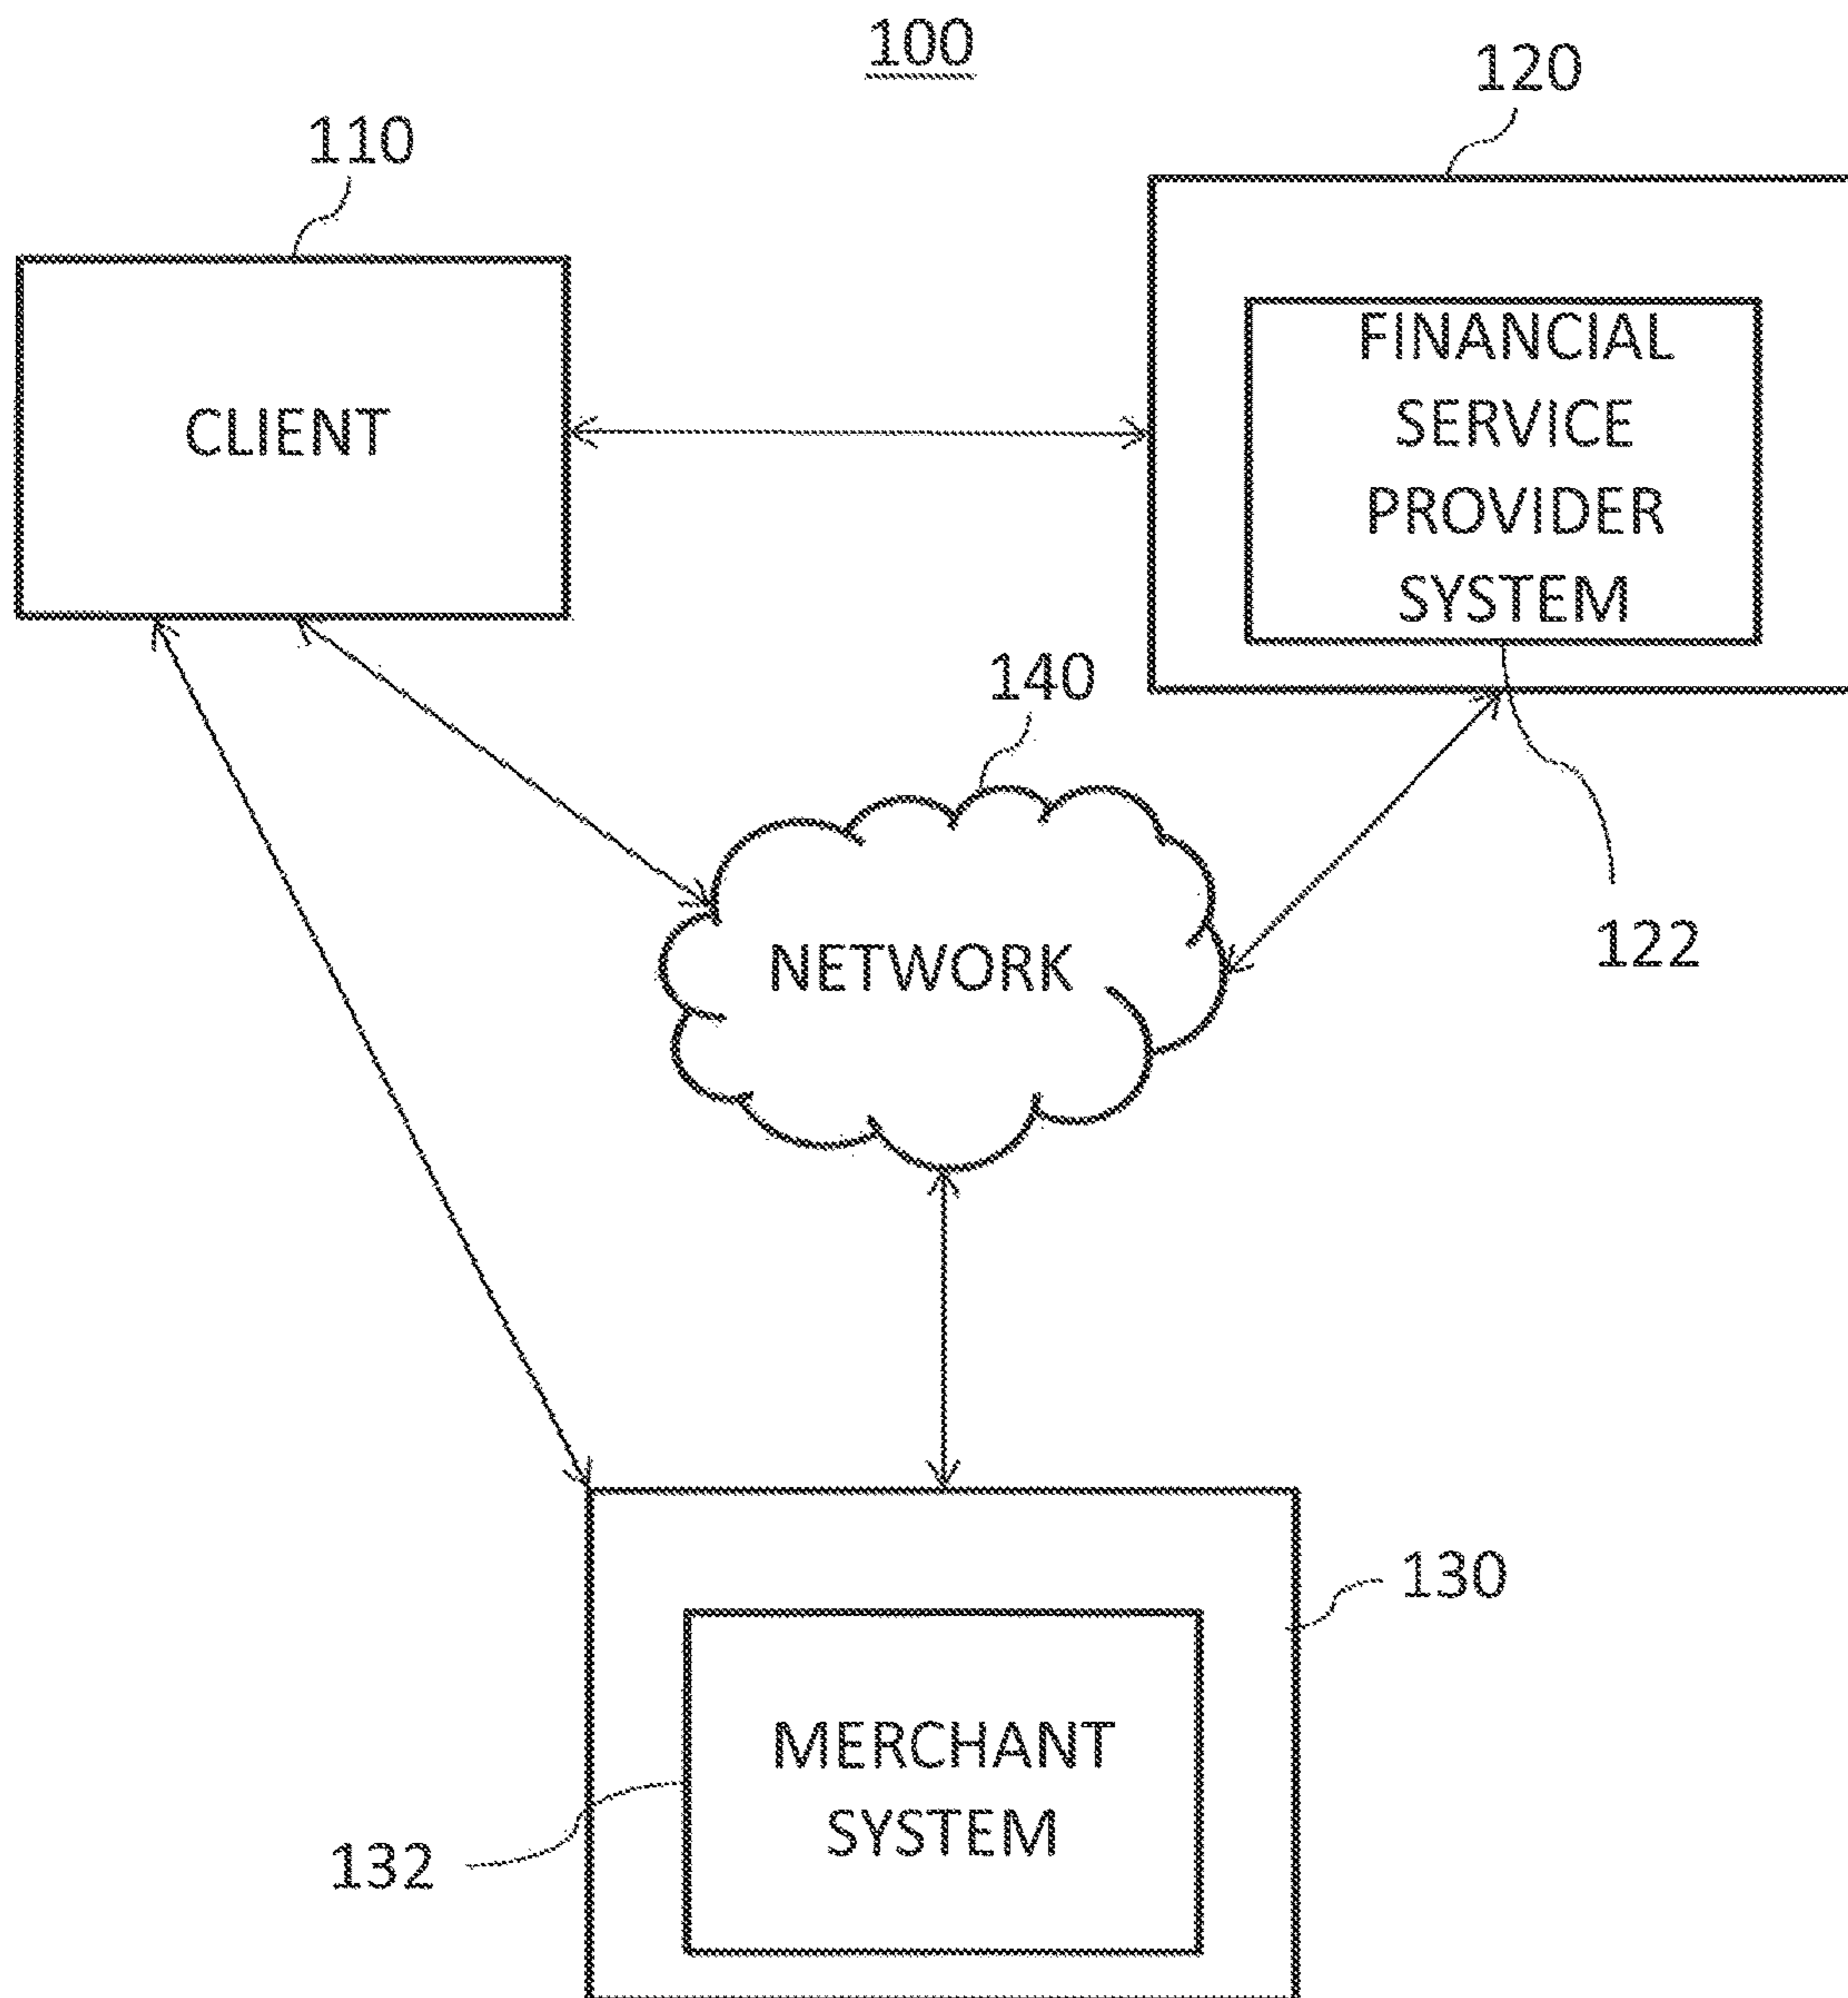 100
120
110
FINANCIAL
SERVICE
PROVIDER
SYSTEM
CLIENT
140
122
NETWORK
130
MERCHANT
SYSTEM
132